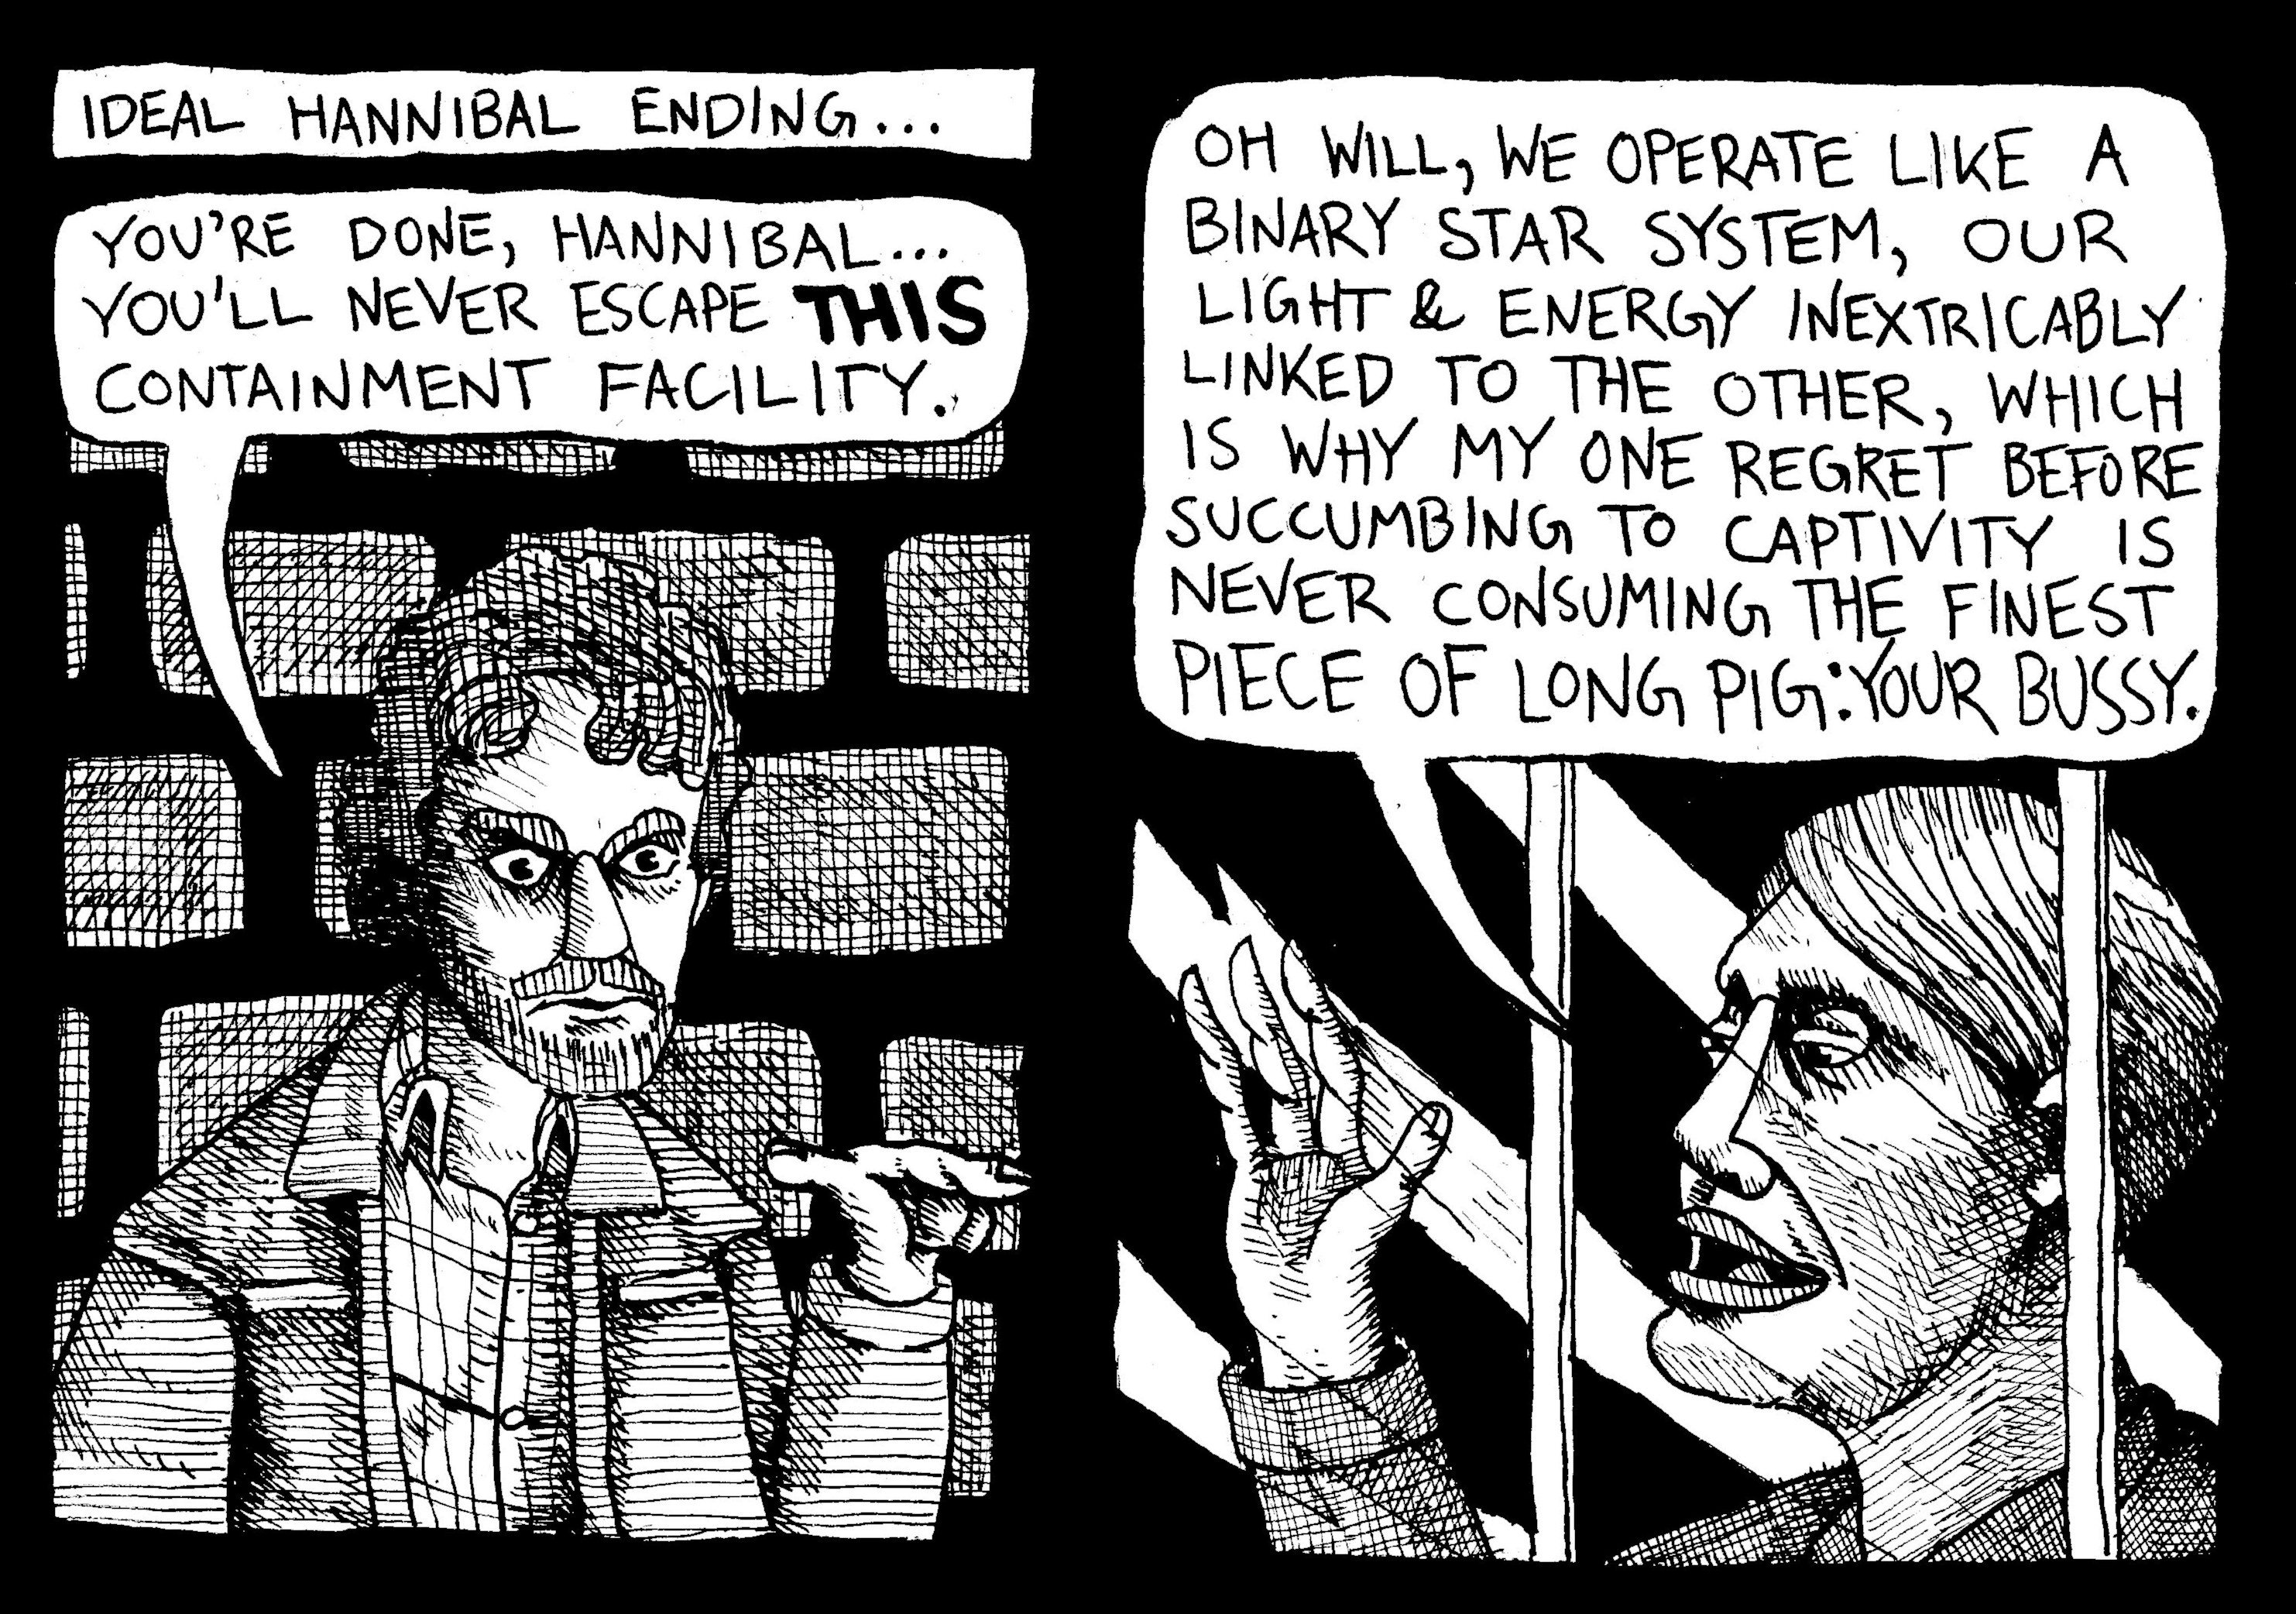 IDEAL HANNIBAL ENDING...
YOU'RE DONE, HANNIBAL...
YOU'LL NEVER ESCAPE THIS
CONTAINMENT FACILITY.
OH WILL, WE OPERATE LIKE A
BINARY STAR SYSTEM, OUR
LIGHT & ENERGY INEXTRICABLY
LINKED TO THE OTHER, WHICH
IS WHY MY ONE REGRET BEFORE
SUCCUMBING TO CAPTIVITY IS
NEVER CONSUMING THE FINEST
PIECE OF LONG PIG: YOUR BUSSY.